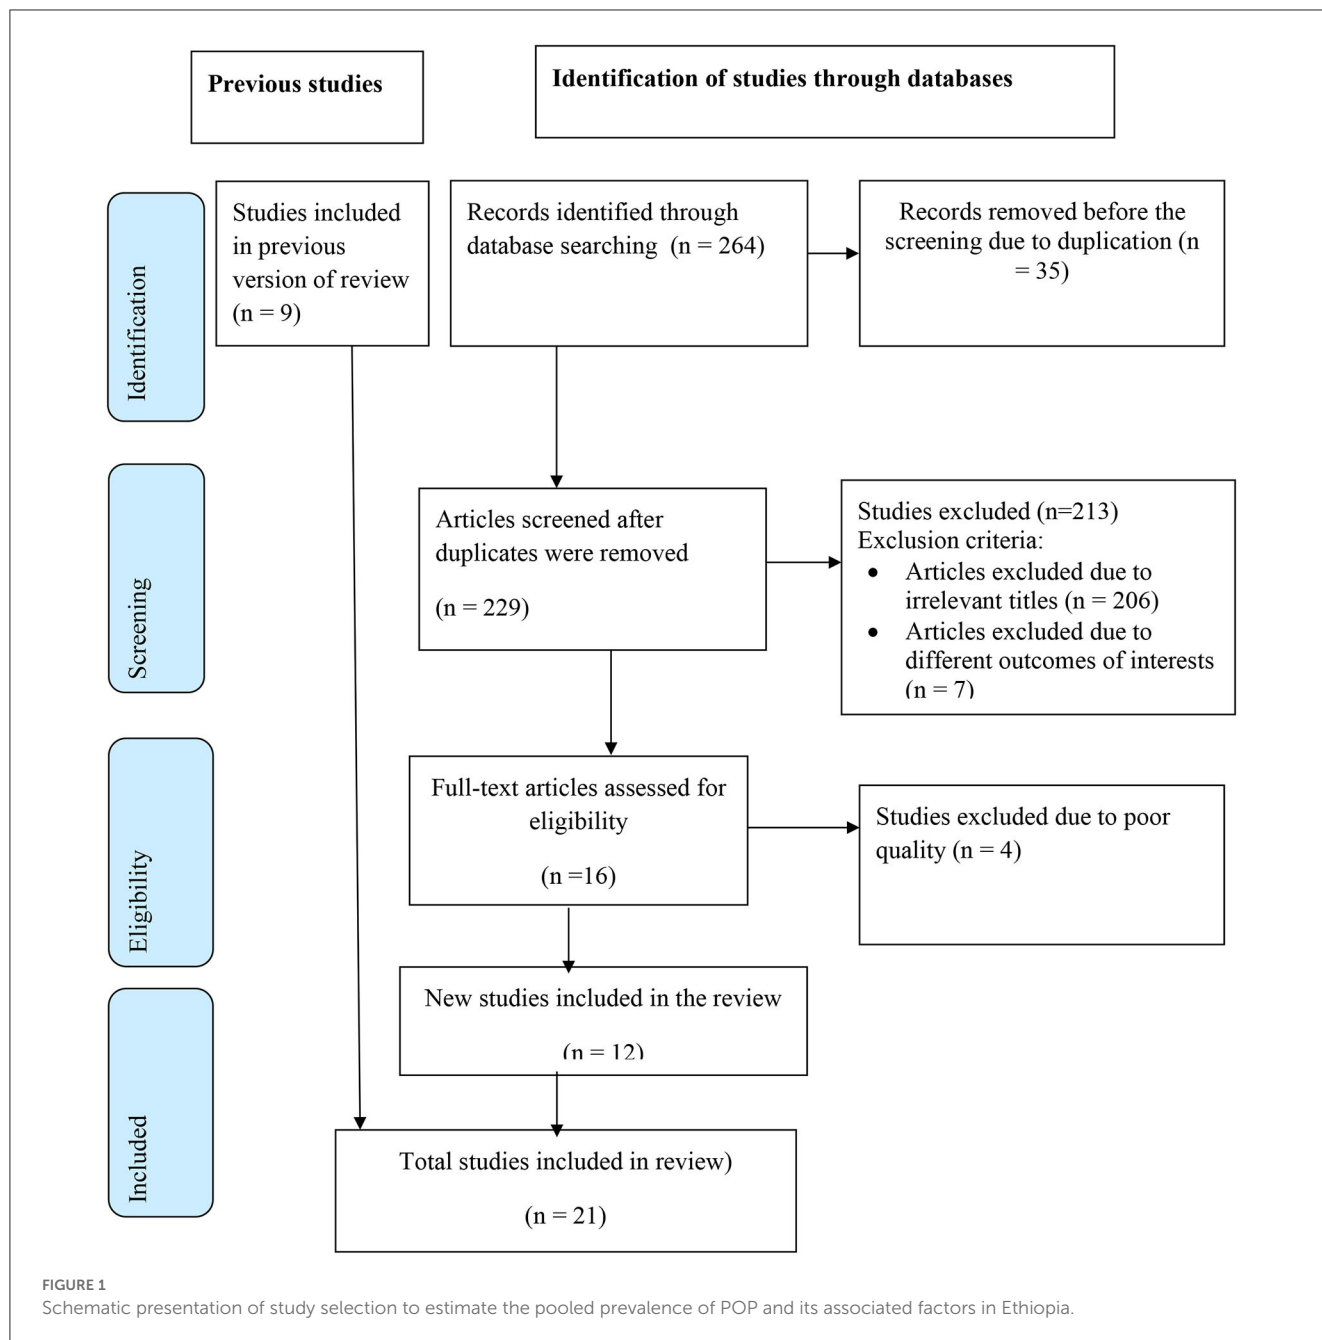 Previous studies
Identification of studies through databases
Identification
Studies included
in previous
version of review
(n = 9)
Records identified through
database searching (n = 264)
Records removed before the
screening due to duplication (n
= 35)
Screening
Articles screened after
duplicates were removed
(n = 229)
Studies excluded (n=213)
Exclusion criteria:
• Articles excluded due to
irrelevant titles (n = 206)
• Articles excluded due to
different outcomes of interests
(n = 7)
Eligibility
Full-text articles assessed for
eligibility
(n =16)
Studies excluded due to poor
quality (n = 4)
Included
New studies included in the review
(n = 12)
Total studies included in review)
(n = 21)
FIGURE 1
Schematic presentation of study selection to estimate the pooled prevalence of POP and its associated factors in Ethiopia.